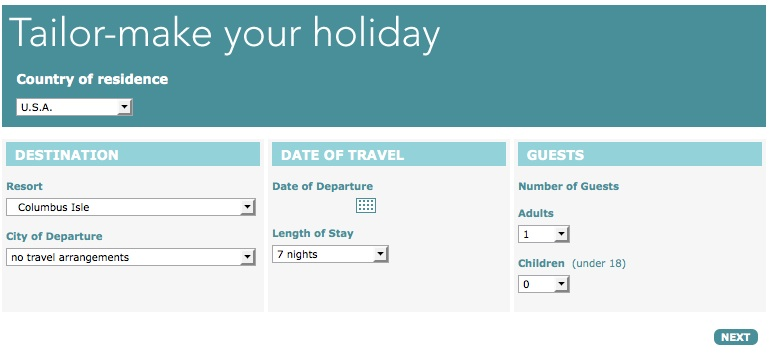 Tailor-make your holiday
Country of residence
U.S.A.
DESTINATION
Resort
Columbus Isle
City of Departure
no travel arrangements
DATE OF TRAVEL
Date of Departure
Length of Stay
7 nights
GUESTS
Number of Guests
Adults
1
Children (under 18)
0
NEXT